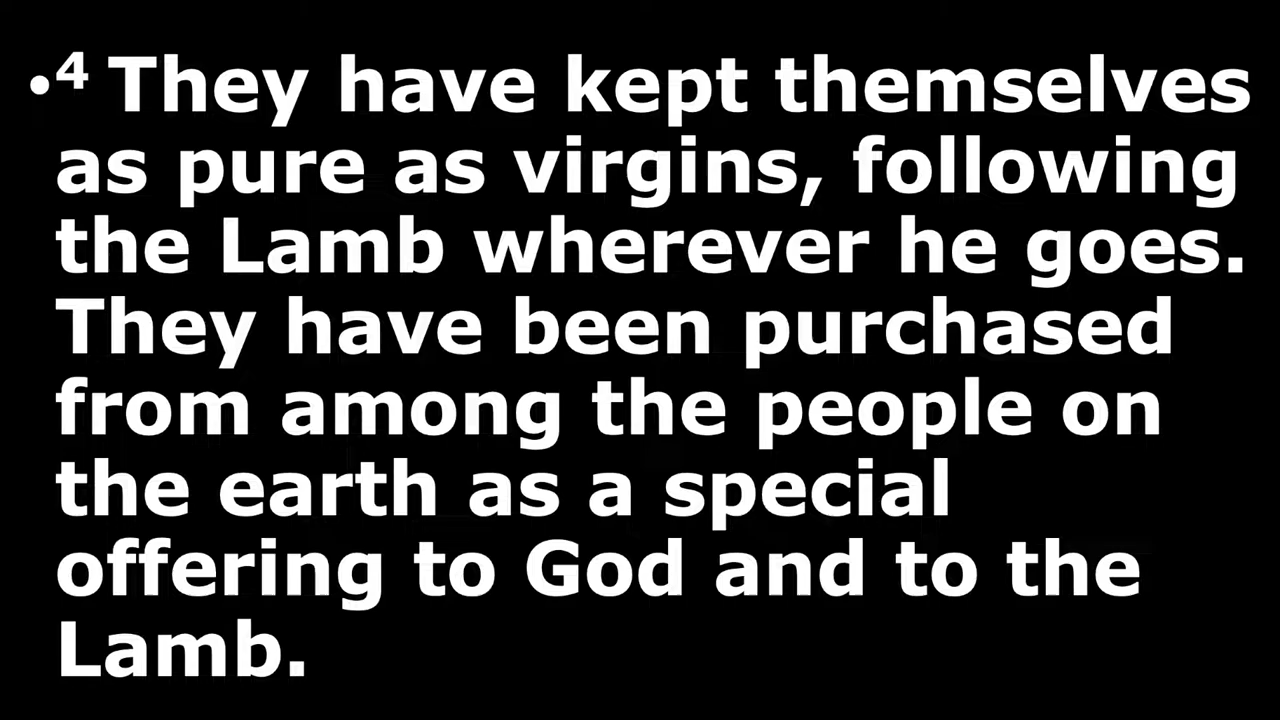 •⁴ They have kept themselves
as pure as virgins, following
the Lamb wherever he goes.
They have been purchased
from among the people on
the earth as a special
offering to God and to the
Lamb.